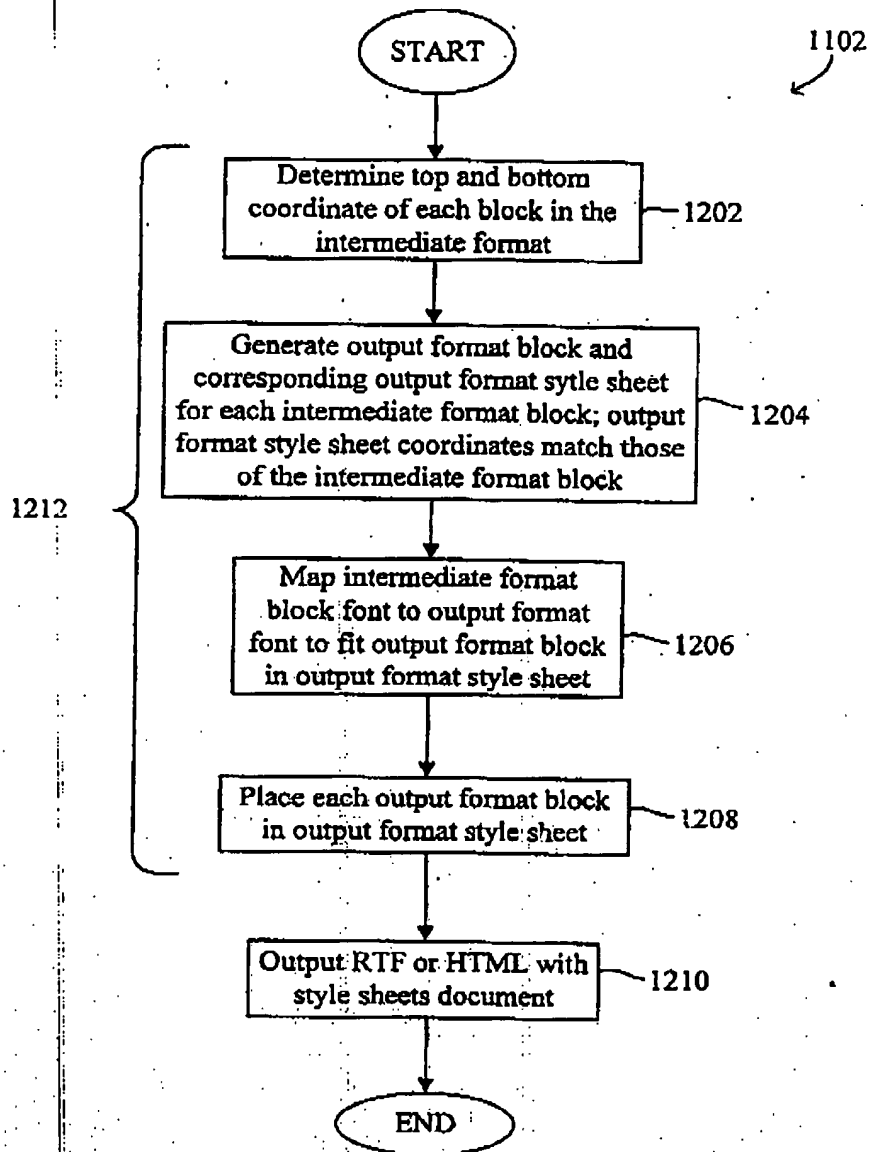 START
1102
Determine top and bottom
coordinate of each block in the
intermediate format
1202
Generate output format block and
corresponding output format sytle sheet
for each intermediate format block; output
format style sheet coordinates match those
of the intermediate format block
1204
1212
Map intermediate format
block font to output format
font to fit output format block
in output format style sheet
1206
Place each output format block
in output format style sheet
1208
Output RTF or HTML with
style sheets document
1210
END